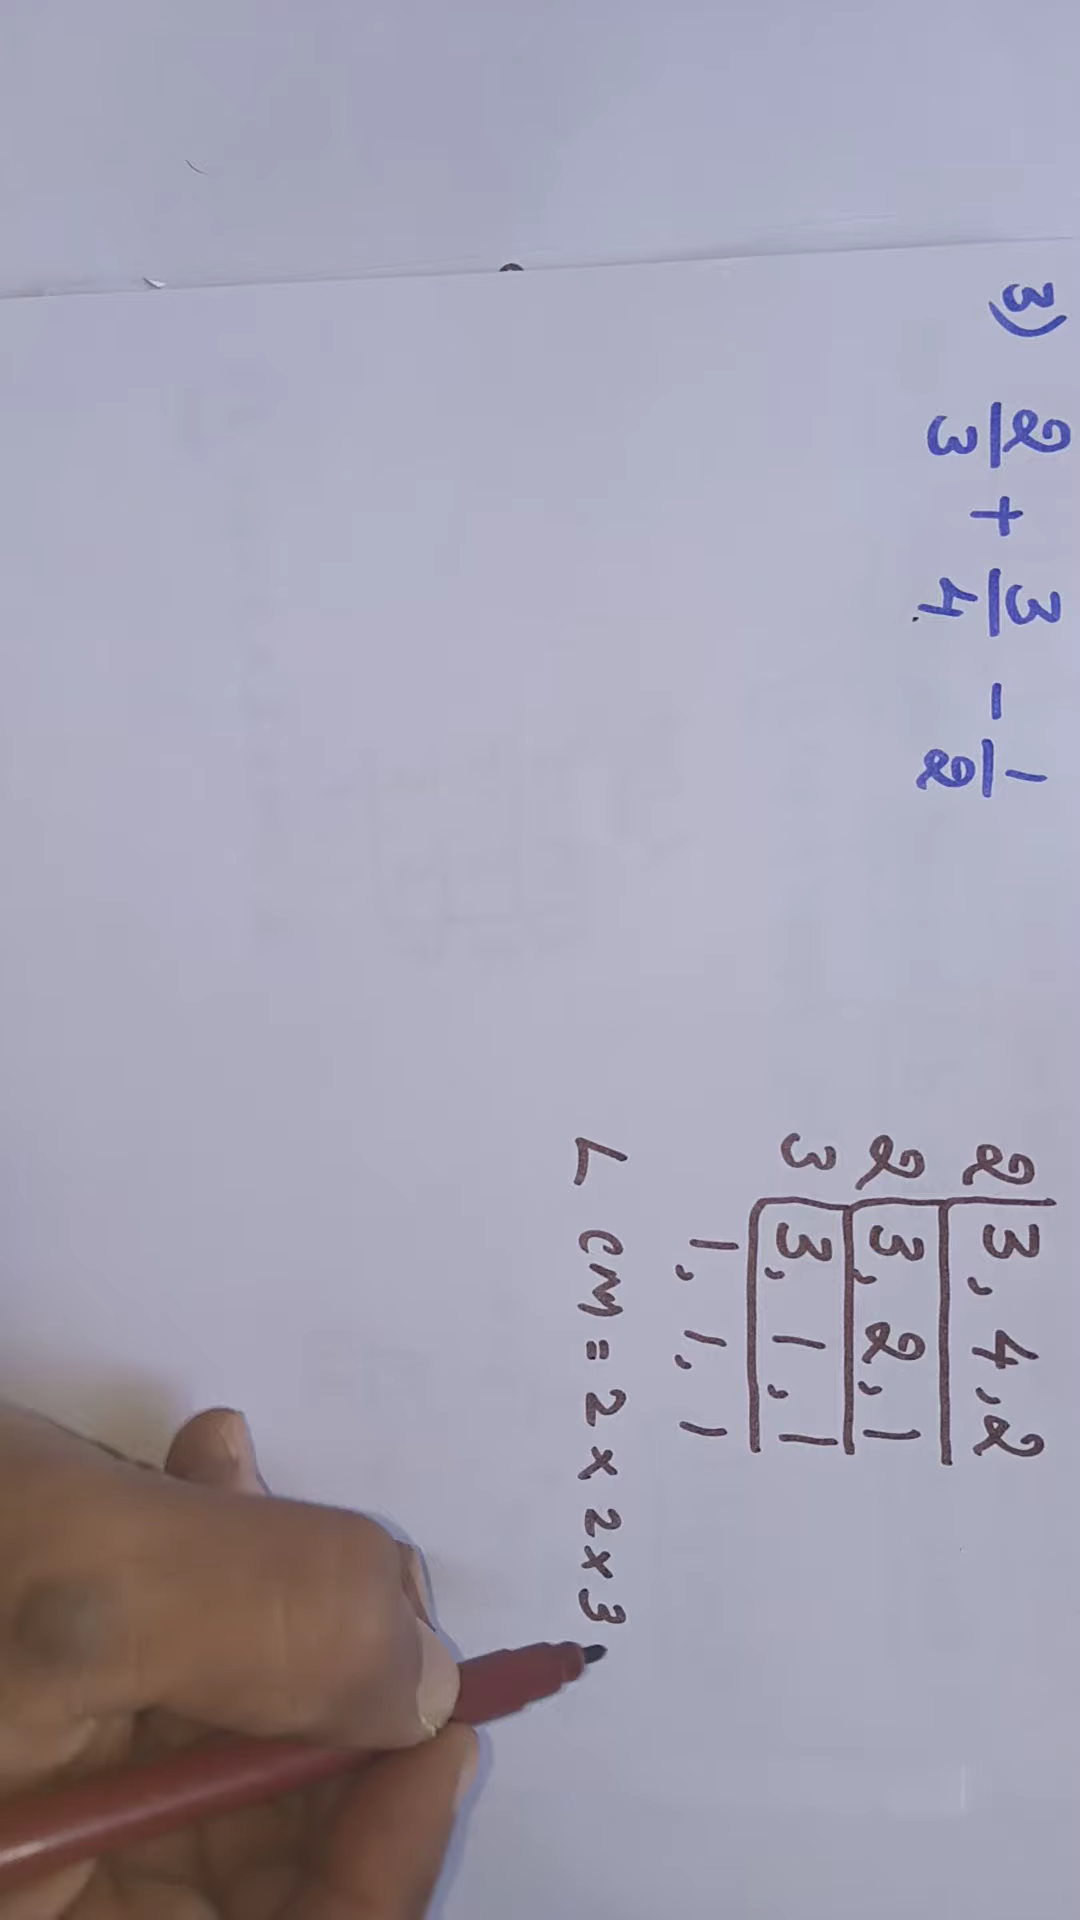 3) 2/3 + 3/4 - 1/2
2 | 3, 4, 2
2 | 3, 2, 1
3 | 3, 1, 1
1, 1, 1
L CM = 2 x 2 x 3